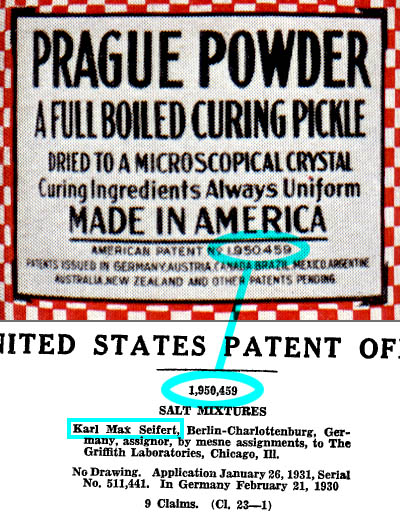 PRAGUE POWDER
A FULL BOILED CURING PICKLE
DRIED TO A MICROSCOPICAL CRYSTAL
Curing Ingredients Always Uniform
MADE IN AMERICA
AMERICAN PATENT Nº 1950459
PATENTS ISSUED IN GERMANY, AUSTRIA, CANADA, BRAZIL, MEXICO, ARGENTINE
AUSTRALIA, NEW ZEALAND AND OTHER PATENTS PENDING.
NITED STATES PATENT OF
1,950,459
SALT MIXTURES
Karl Max Seifert, Berlin-Charlottenburg, Ger-
many, assignor, by mesne assignments, to The
Griffith Laboratories, Chicago, Ill.
No Drawing. Application January 26, 1931, Serial
No. 511,441. In Germany February 21, 1930
9 Claims. (Cl. 23—1)